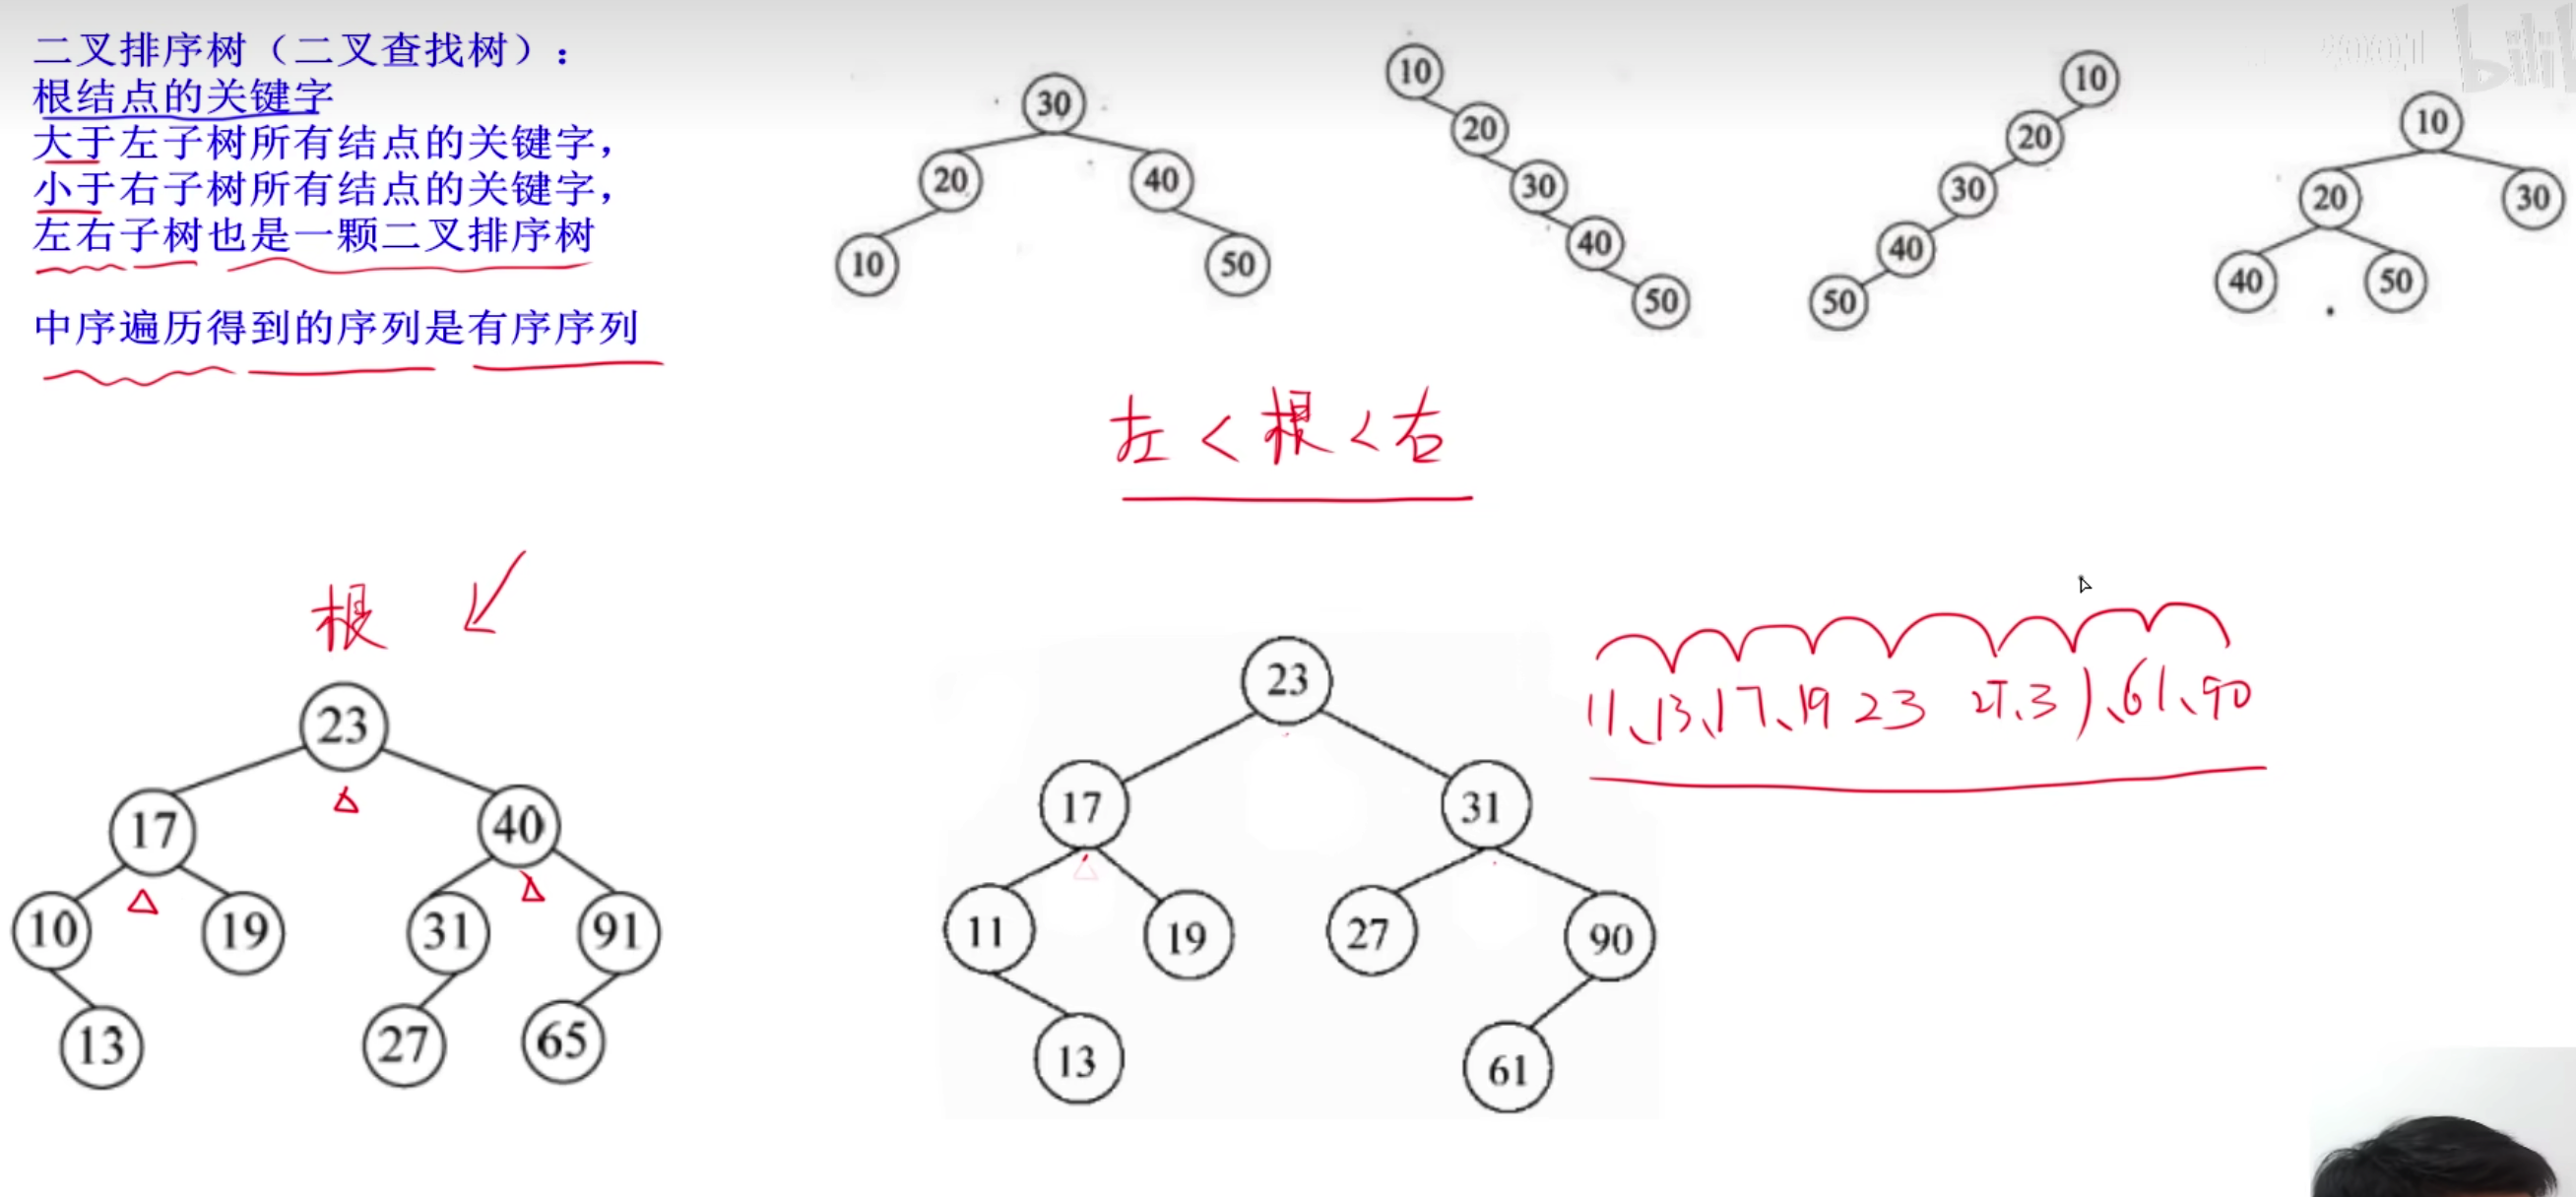 二叉排序树（二叉查找树）：
根结点的关键字
大于左子树所有结点的关键字，
小于右子树所有结点的关键字，
左右子树也是一颗二叉排序树
中序遍历得到的序列是有序序列
30
20 40
10 50
10
20
30
40
50
10
20
30
40
50
10
20 30
40 50
bilibili
左<根<右
根
23
17 40
10 19 31 91
13 27 65
23
17 31
11 19 27 90
13 61
11、13、17、19 23 27、31、61、90